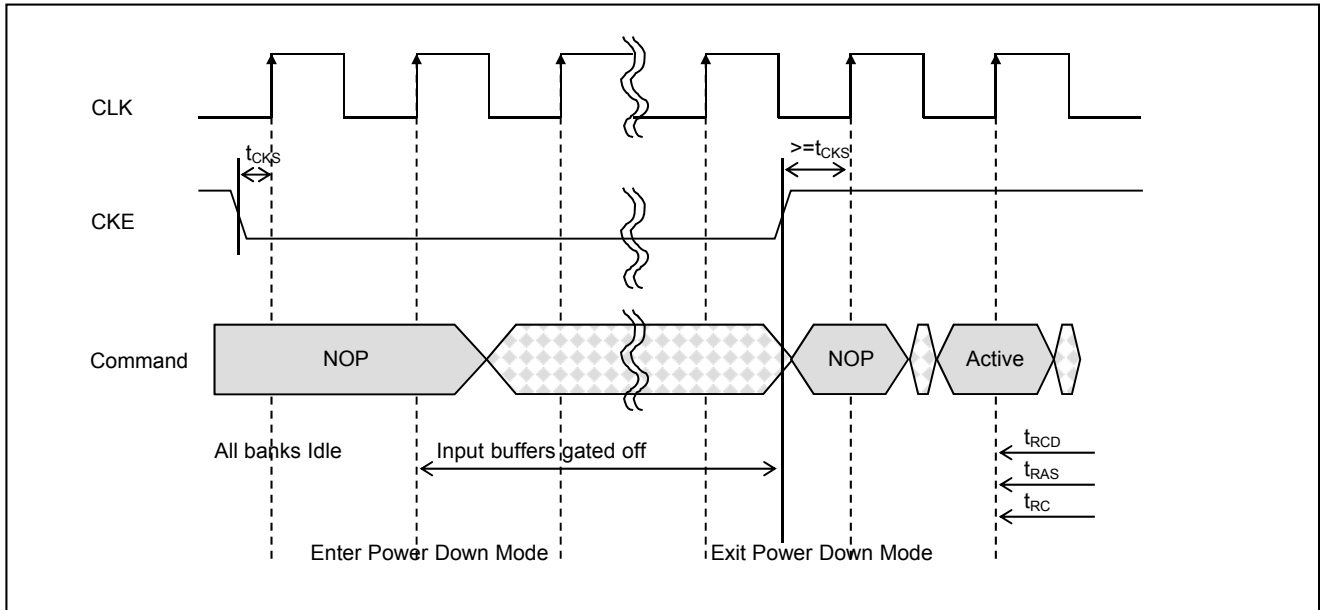 CLK
tCKS
>=tCKS
CKE
Command
NOP
NOP
Active
All banks Idle
Input buffers gated off
tRCD
tRAS
tRC
Enter Power Down Mode
Exit Power Down Mode